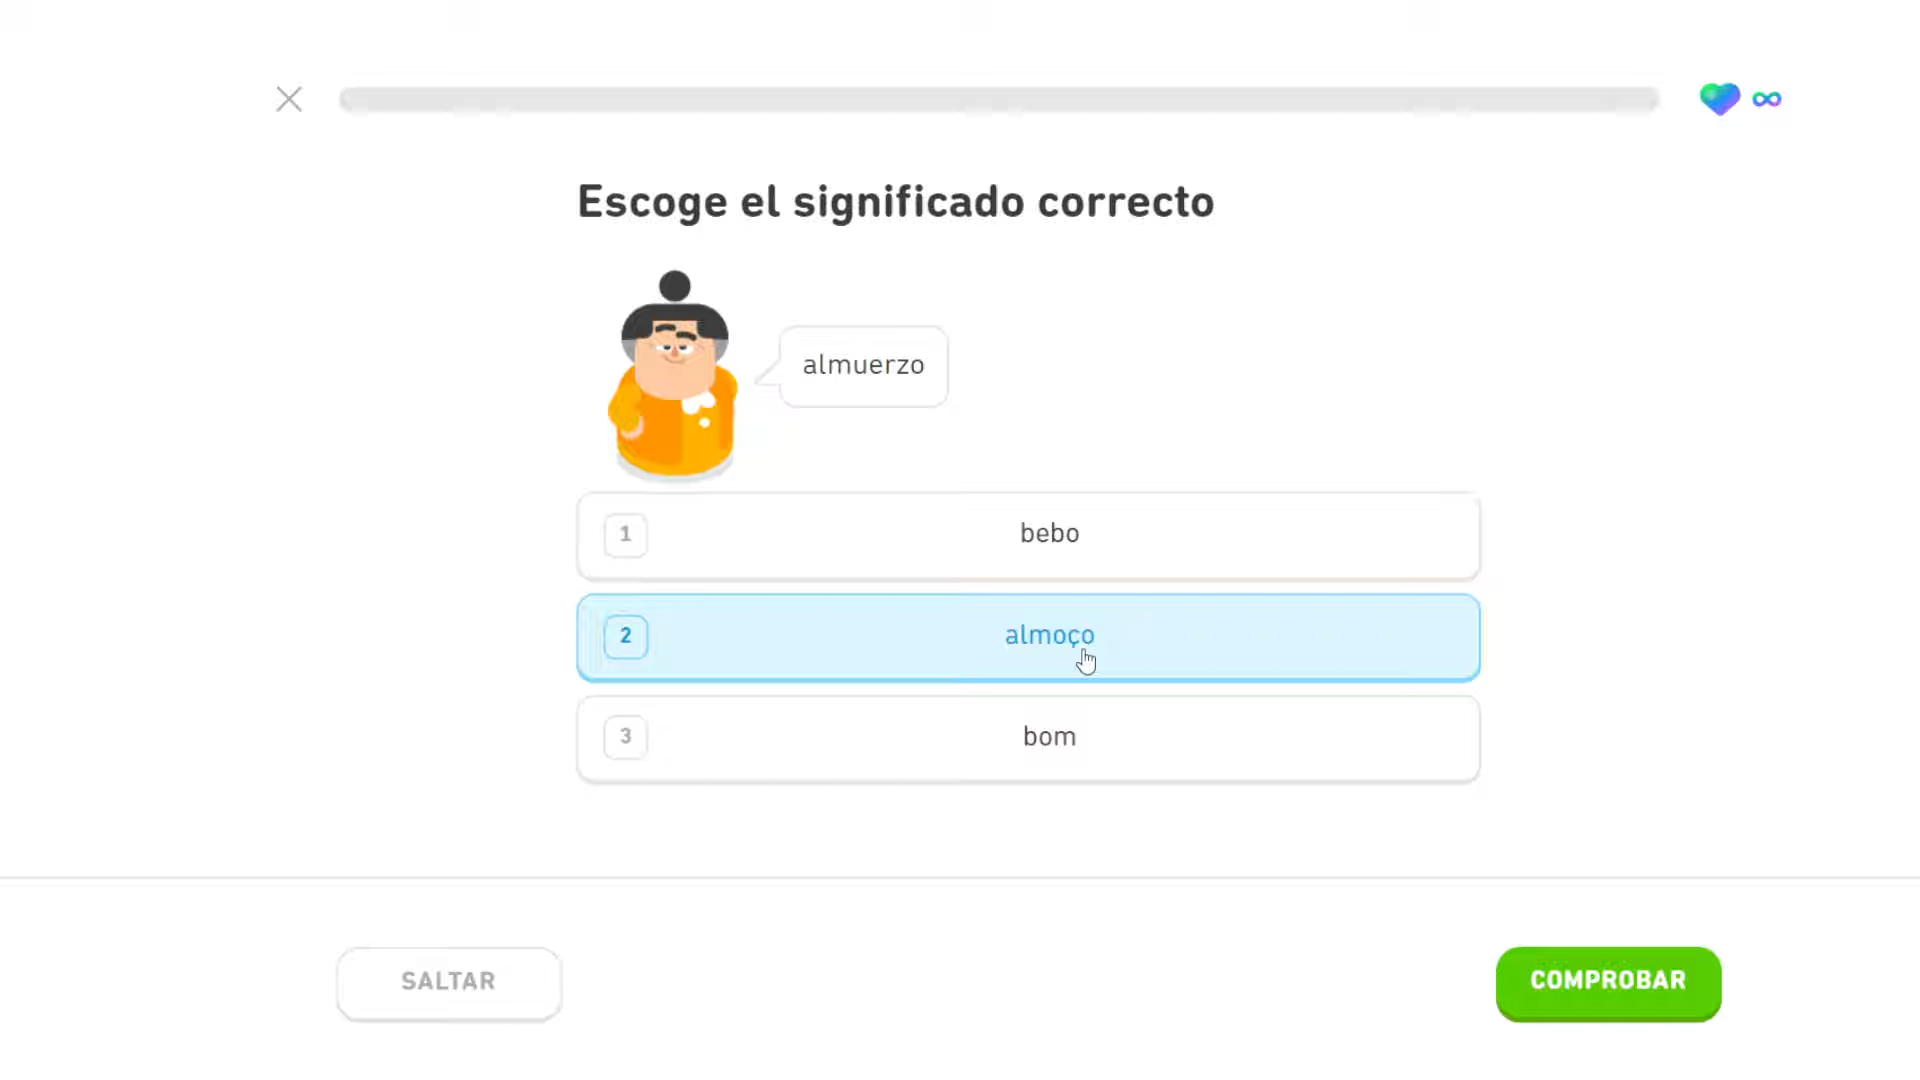 Escoge el significado correcto
almuerzo
1 bebo
2 almoço
3 bom
SALTAR
COMPROBAR